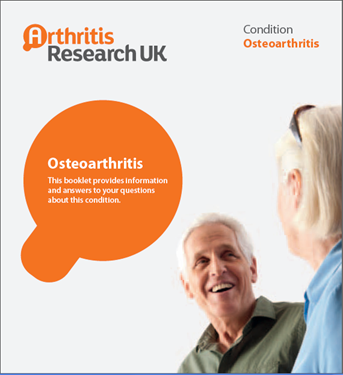 Arthritis
Research UK
Condition
Osteoarthritis
Osteoarthritis
This booklet provides information
and answers to your questions
about this condition.